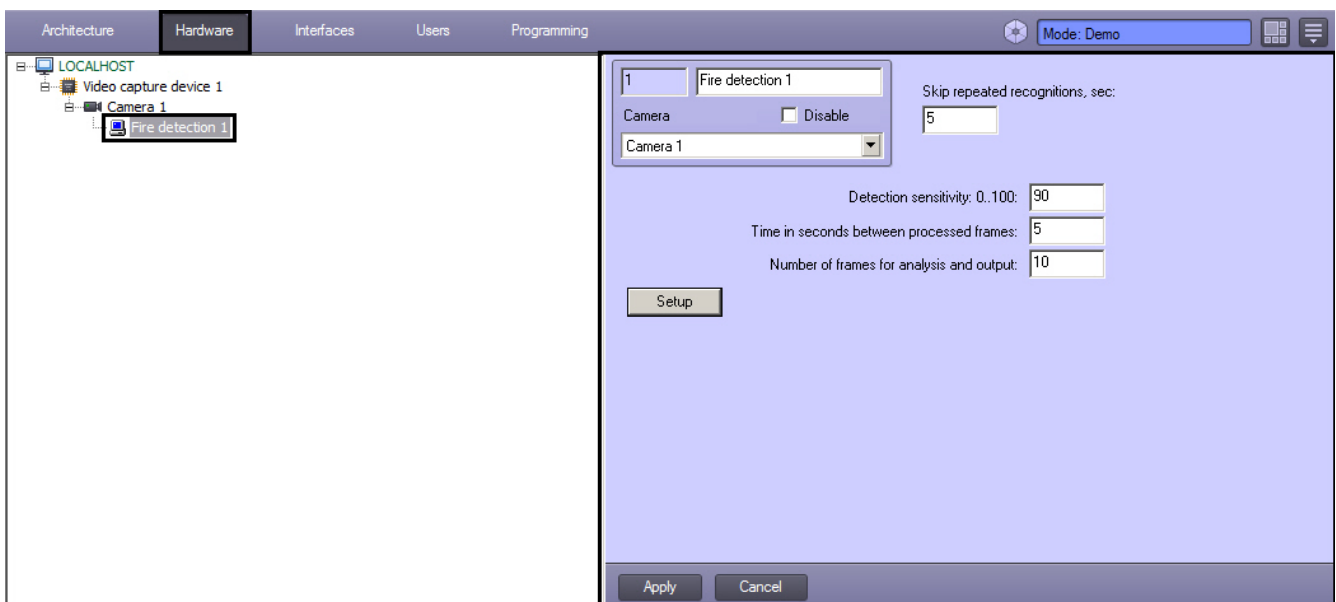 Architecture Hardware Interfaces Users Programming Mode: Demo
LOCALHOST
Video capture device 1
Camera 1
Fire detection 1
1 Fire detection 1
Camera Disable
Camera 1
Skip repeated recognitions, sec:
5
Detection sensitivity: 0..100: 90
Time in seconds between processed frames: 5
Number of frames for analysis and output: 10
Setup
Apply Cancel